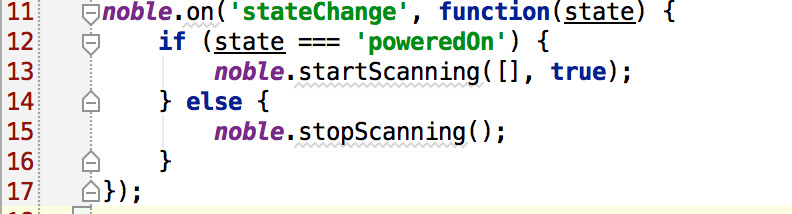 11 noble.on('stateChange', function(state) {
12     if (state === 'poweredOn') {
13         noble.startScanning([], true);
14     } else {
15         noble.stopScanning();
16     }
17 });